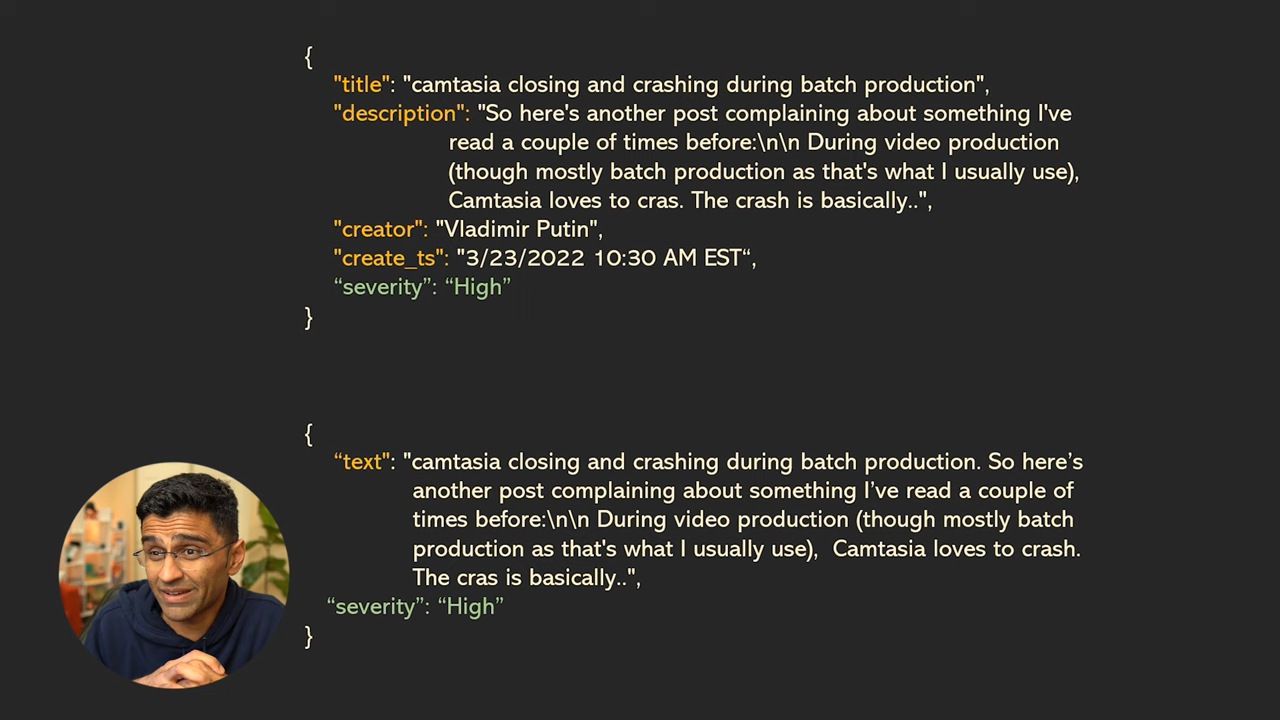 {
"title": "camtasia closing and crashing during batch production",
"description": "So here's another post complaining about something I've
read a couple of times before:\n\n During video production
(though mostly batch production as that's what I usually use),
Camtasia loves to cras. The crash is basically..",
"creator": "Vladimir Putin",
"create_ts": "3/23/2022 10:30 AM EST“,
“severity”: “High”
}
{
“text": "camtasia closing and crashing during batch production. So here’s
another post complaining about something I’ve read a couple of
times before:\n\n During video production (though mostly batch
production as that's what I usually use),  Camtasia loves to crash.
The cras is basically..",
“severity”: “High”
}